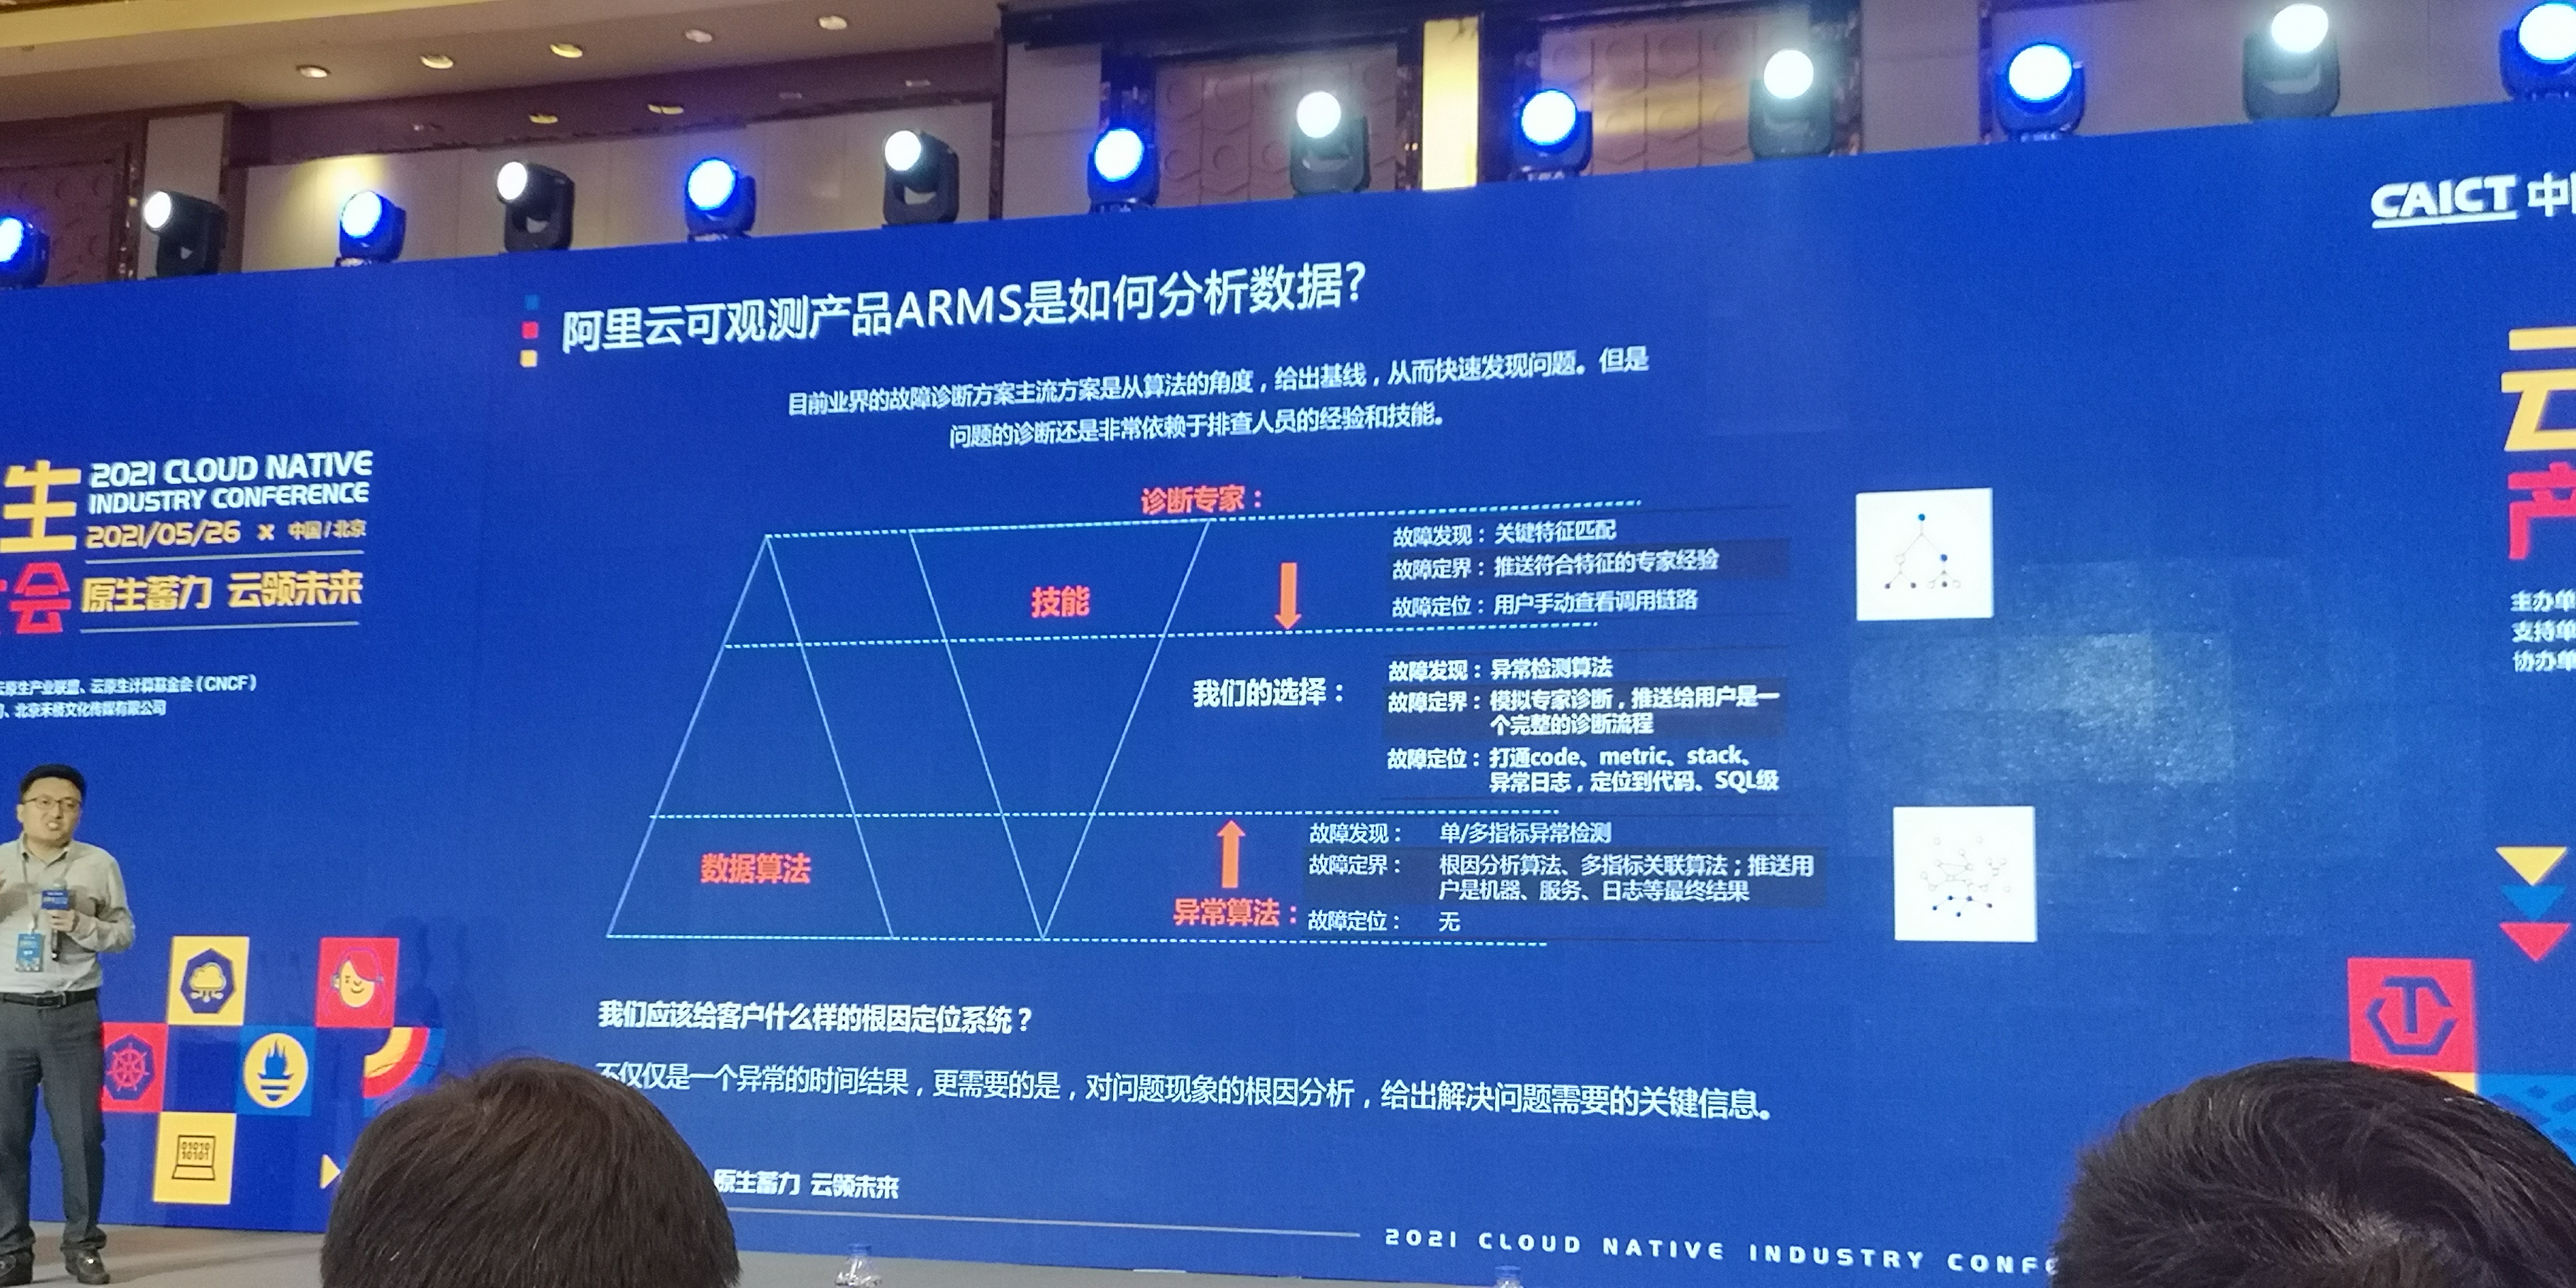 CAICT 中
阿里云可观测产品ARMS是如何分析数据?
目前业界的故障诊断方案主流方案是从算法的角度，给出基线，从而快速发现问题。但是
问题的诊断还是非常依赖于排查人员的经验和技能。
生
2021 CLOUD NATIVE
INDUSTRY CONFERENCE
2021/05/26 x 中国/北京
会
原生蓄力 云领未来
云原生产业联盟、云原生计算基金会（CNCF）
、北京禾橙文化传媒有限公司
诊断专家：
故障发现：关键特征匹配
故障定界：推送符合特征的专家经验
故障定位：用户手动查看调用链路
技能
我们的选择：
故障发现：异常检测算法
故障定界：模拟专家诊断，推送给用户是一
个完整的诊断流程
故障定位：打通code、metric、stack、
异常日志，定位到代码、SQL级
数据算法
异常算法：
故障发现： 单/多指标异常检测
故障定界： 根因分析算法、多指标关联算法；推送用
户是机器、服务、日志等最终结果
故障定位： 无
我们应该给客户什么样的根因定位系统？
不仅仅是一个异常的时间结果，更需要的是，对问题现象的根因分析，给出解决问题需要的关键信息。
原生蓄力 云领未来
2021 CLOUD NATIVE INDUSTRY CONF
云
产
主办单
支持单
协办单
01010
10101